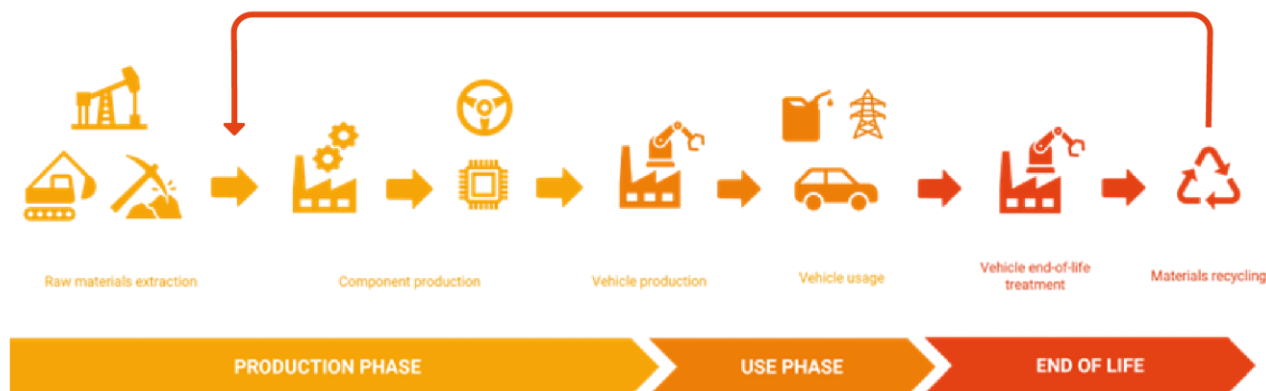 Raw materials extraction
Component production
Vehicle production
Vehicle usage
Vehicle end-of-life
treatment
Materials recycling
PRODUCTION PHASE
USE PHASE
END OF LIFE